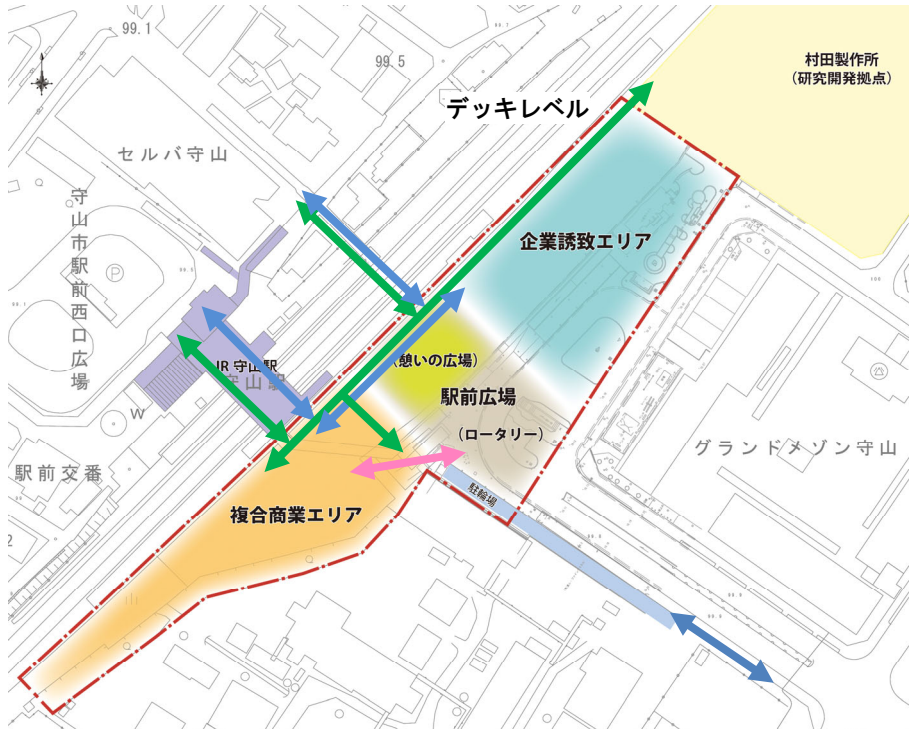 99.1
99.5
村田製作所
（研究開発拠点）
デッキレベル
セルバ守山
守山市駅前西口広場
P
企業誘致エリア
JR 守山駅
守山駅
（憩いの広場）
駅前広場
（ロータリー）
W
駅前交番
グランドメゾン守山
駐輪場
複合商業エリア